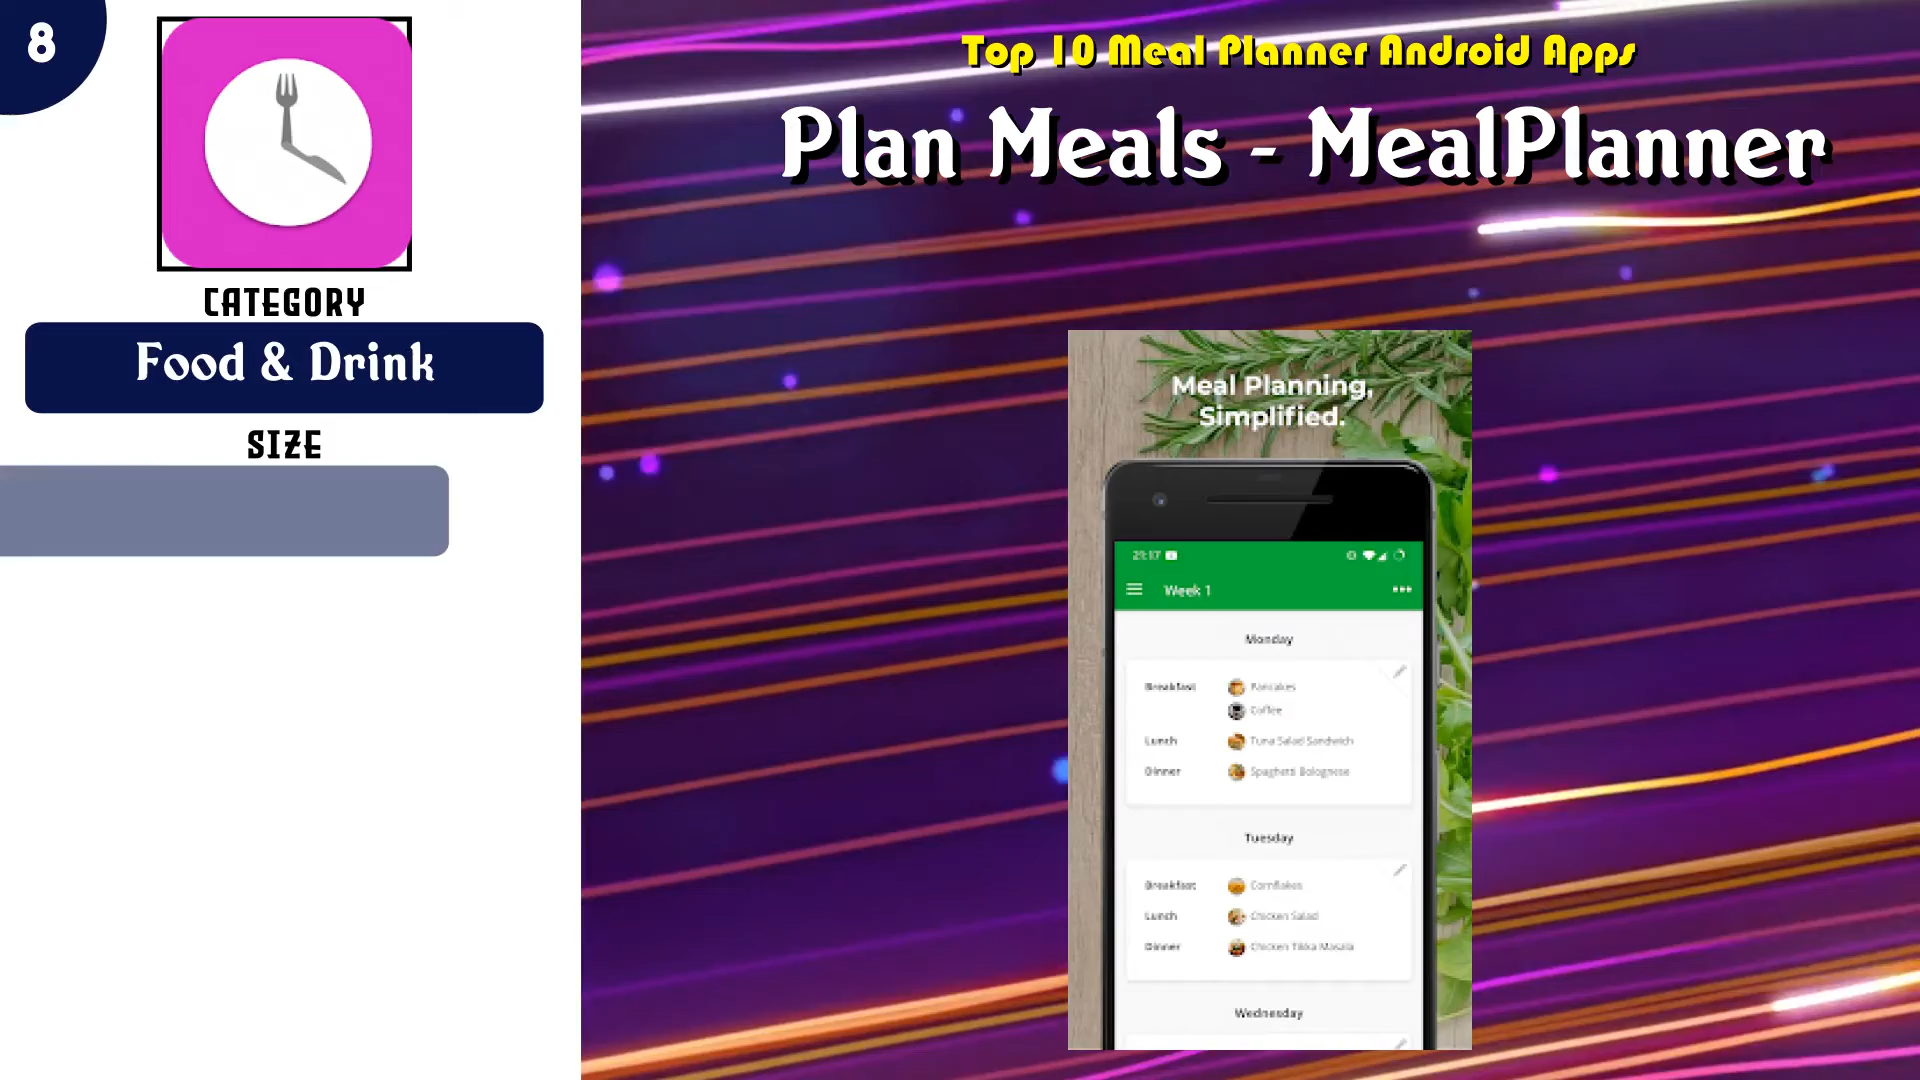 8
CATEGORY
Food & Drink
SIZE
Top 10 Meal Planner Android Apps
Plan Meals - MealPlanner
Meal Planning,
Simplified.
21:17
Week 1
Monday
Breakfast Pancakes
Coffee
Lunch Tuna Salad Sandwich
Dinner Spaghetti Bolognese
Tuesday
Breakfast Cornflakes
Lunch Chicken Salad
Dinner Chicken Tikka Masala
Wednesday